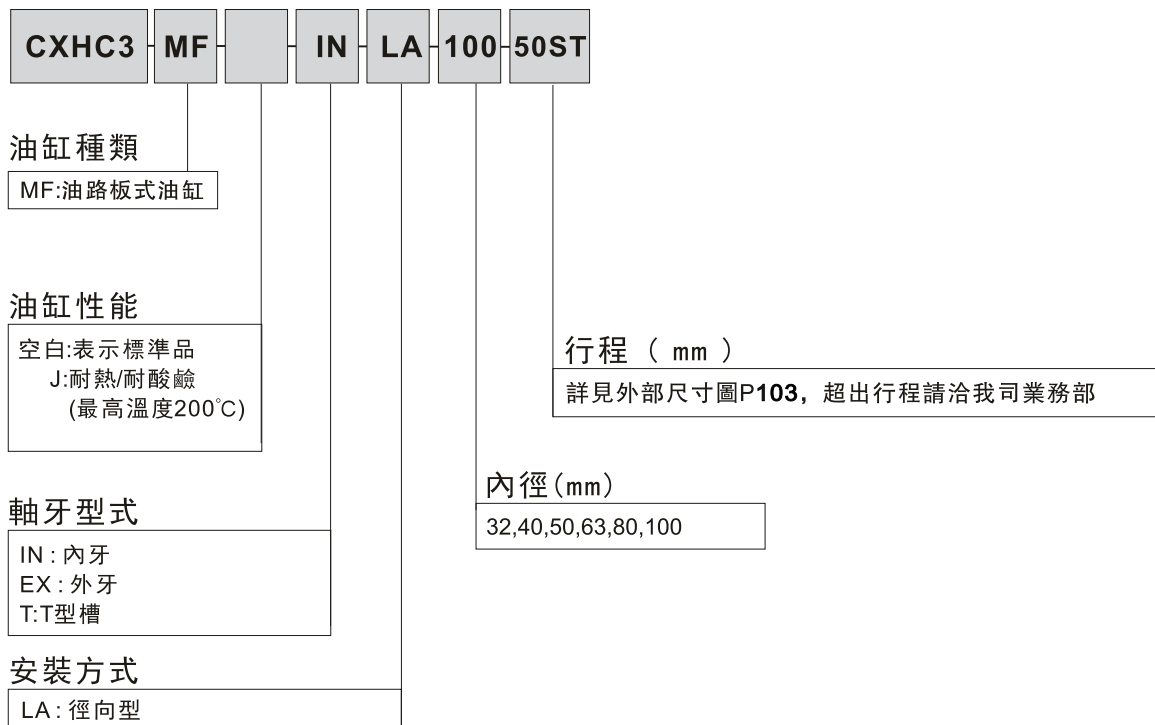 CXHC3-MF- -IN-LA-100-50ST
油缸種類
MF:油路板式油缸
油缸性能
空白:表示標準品
J:耐熱/耐酸鹼
(最高溫度200℃)
行程（mm）
詳見外部尺寸圖P103，超出行程請洽我司業務部
內徑(mm)
32,40,50,63,80,100
軸牙型式
IN : 內牙
EX : 外牙
T:T型槽
安裝方式
LA : 徑向型